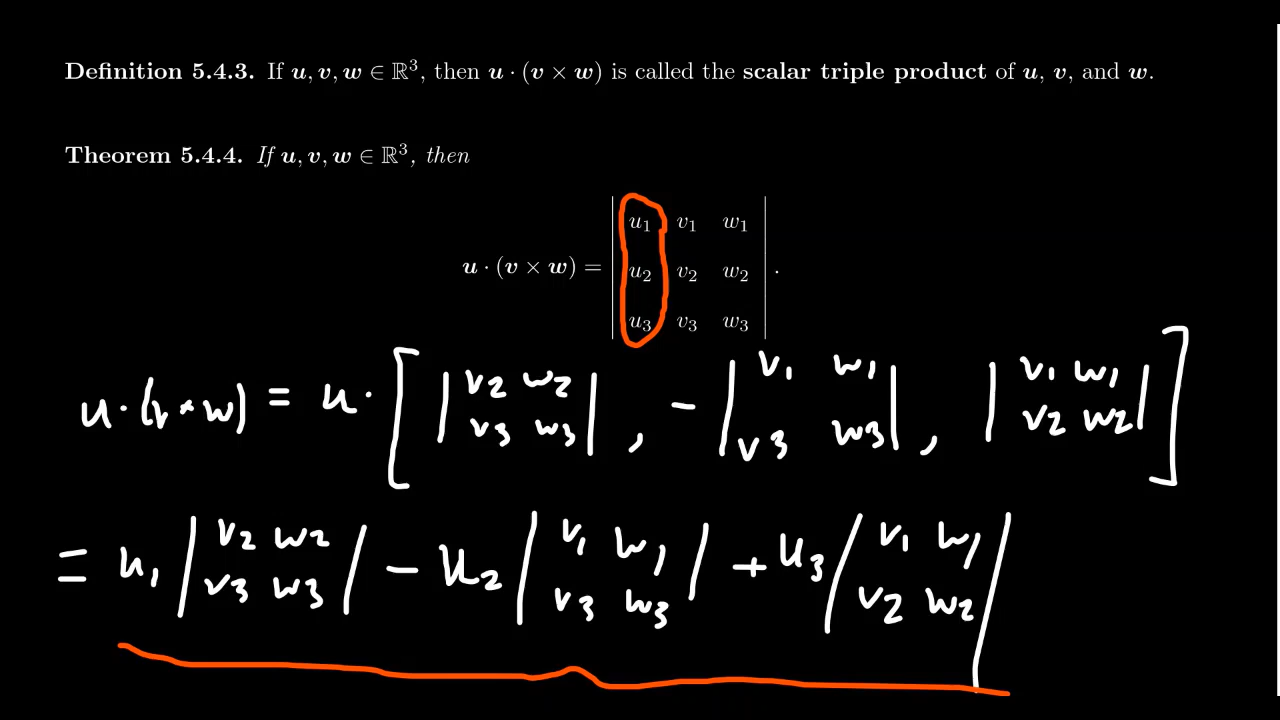 Definition 5.4.3. If u, v, w ∈ ℝ³, then u · (v × w) is called the scalar triple product of u, v, and w.
Theorem 5.4.4. If u, v, w ∈ ℝ³, then
u₁ v₁ w₁
u · (v × w) = | u₂ v₂ w₂ | .
u₃ v₃ w₃
u · (v × w) = u · [ | v₂ w₂ ; v₃ w₃ | , − | v₁ w₁ ; v₃ w₃ | , | v₁ w₁ ; v₂ w₂ | ]
= u₁ | v₂ w₂ ; v₃ w₃ | − u₂ | v₁ w₁ ; v₃ w₃ | + u₃ | v₁ w₁ ; v₂ w₂ |